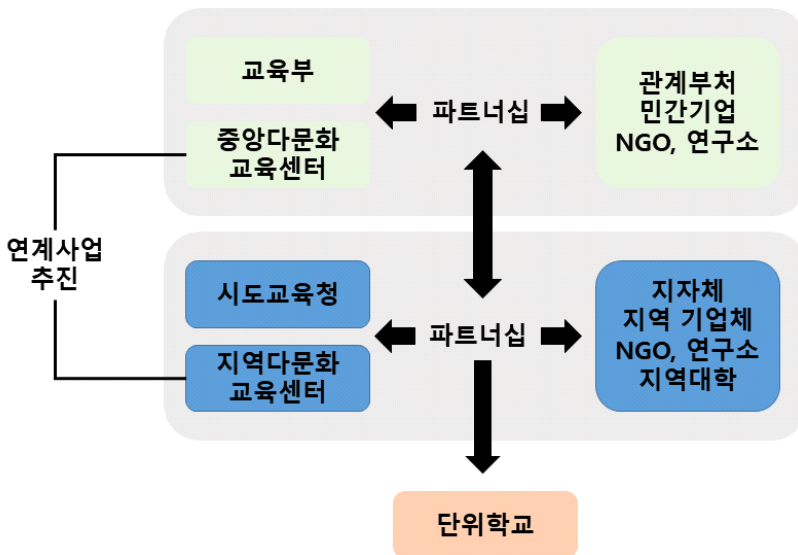 교육부
중앙다문화
교육센터
파트너십
관계부처
민간기업
NGO, 연구소
연계사업
추진
시도교육청
지역다문화
교육센터
파트너십
지자체
지역 기업체
NGO, 연구소
지역대학
단위학교